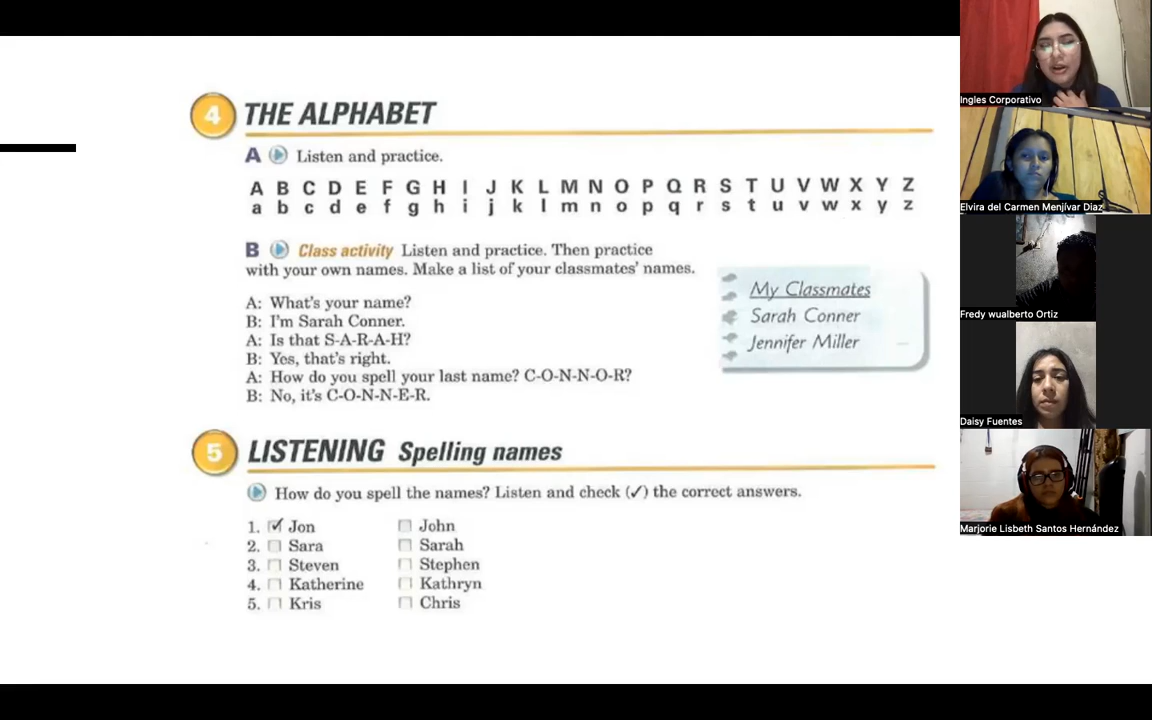 4 THE ALPHABET
A Listen and practice.
A B C D E F G H I J K L M N O P Q R S T U V W X Y Z
a b c d e f g h i j k l m n o p q r s t u v w x y z
B Class activity Listen and practice. Then practice
with your own names. Make a list of your classmates' names.
A: What's your name?
B: I'm Sarah Conner.
A: Is that S-A-R-A-H?
B: Yes, that's right.
A: How do you spell your last name? C-O-N-N-O-R?
B: No, it's C-O-N-N-E-R.
My Classmates
Sarah Conner
Jennifer Miller
5 LISTENING Spelling names
How do you spell the names? Listen and check (✓) the correct answers.
1. ✓ Jon John
2. Sara Sarah
3. Steven Stephen
4. Katherine Kathryn
5. Kris Chris
Ingles Corporativo
Elvira del Carmen Menjívar Diaz
Fredy wualberto Ortiz
Daisy Fuentes
Marjorie Lisbeth Santos Hernández